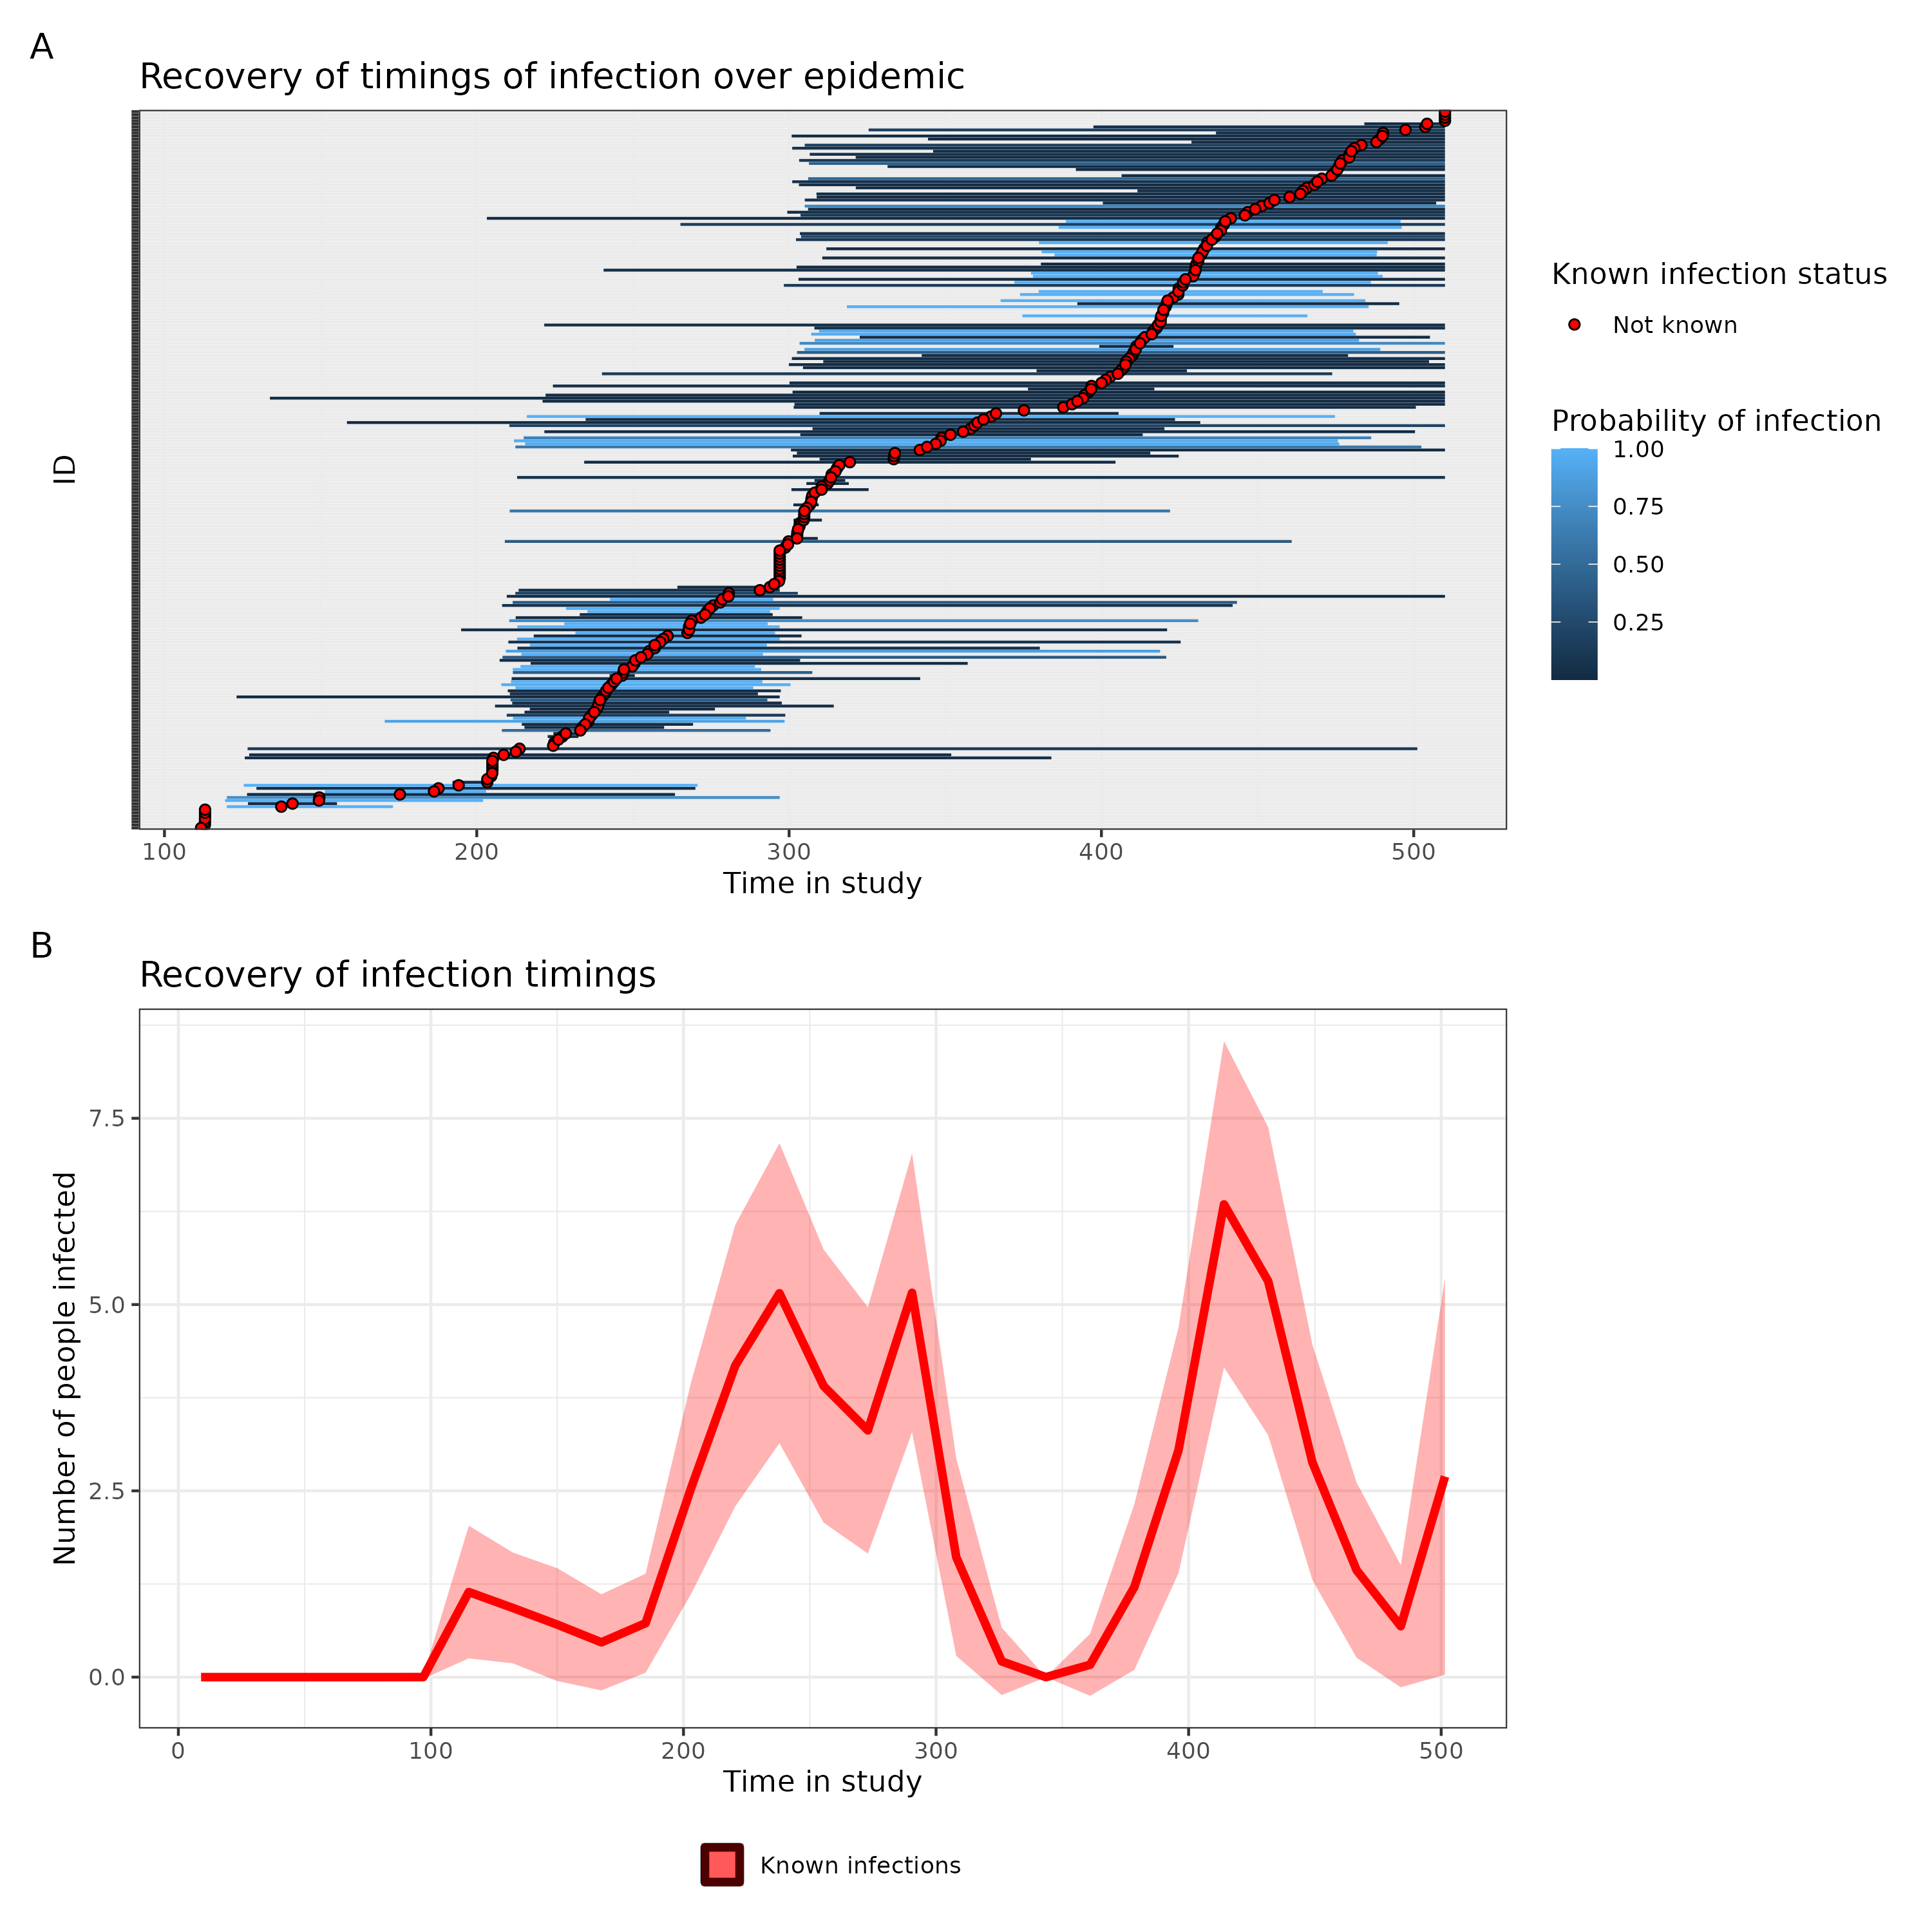 A
Recovery of timings of infection over epidemic
ID
100 200 300 400 500
Time in study
Known infection status
Not known
Probability of infection
1.00
0.75
0.50
0.25
B
Recovery of infection timings
Number of people infected
7.5
5.0
2.5
0.0
0 100 200 300 400 500
Time in study
Known infections